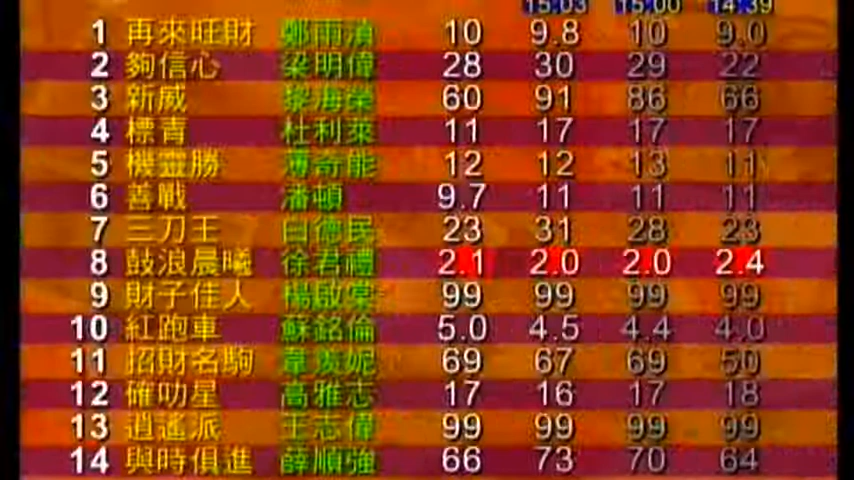 15:03 15:00 14:39
1 再來旺財 鄭雨滇 10 9.8 10 9.0
2 夠信心 梁明偉 28 30 29 22
3 新威 黎海榮 60 91 86 66
4 標青 杜利萊 11 17 17 17
5 機靈勝 薄奇能 12 12 13 11
6 善戰 潘頓 9.7 11 11 11
7 三刀王 白德民 23 31 28 23
8 鼓浪晨曦 徐君禮 2.1 2.0 2.0 2.4
9 財子佳人 楊啟棠 99 99 99 99
10 紅跑車 蘇銘倫 5.0 4.5 4.4 4.0
11 招財名駒 韋羨妮 69 67 69 50
12 確叻星 高雅志 17 16 17 18
13 逍遙派 王志偉 99 99 99 99
14 與時俱進 薛順強 66 73 70 64